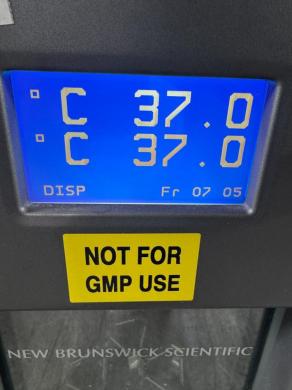 °C 37.0
°C 37.0
DISP Fr 07 05
NOT FOR
GMP USE
NEW BRUNSWICK SCIENTIFIC